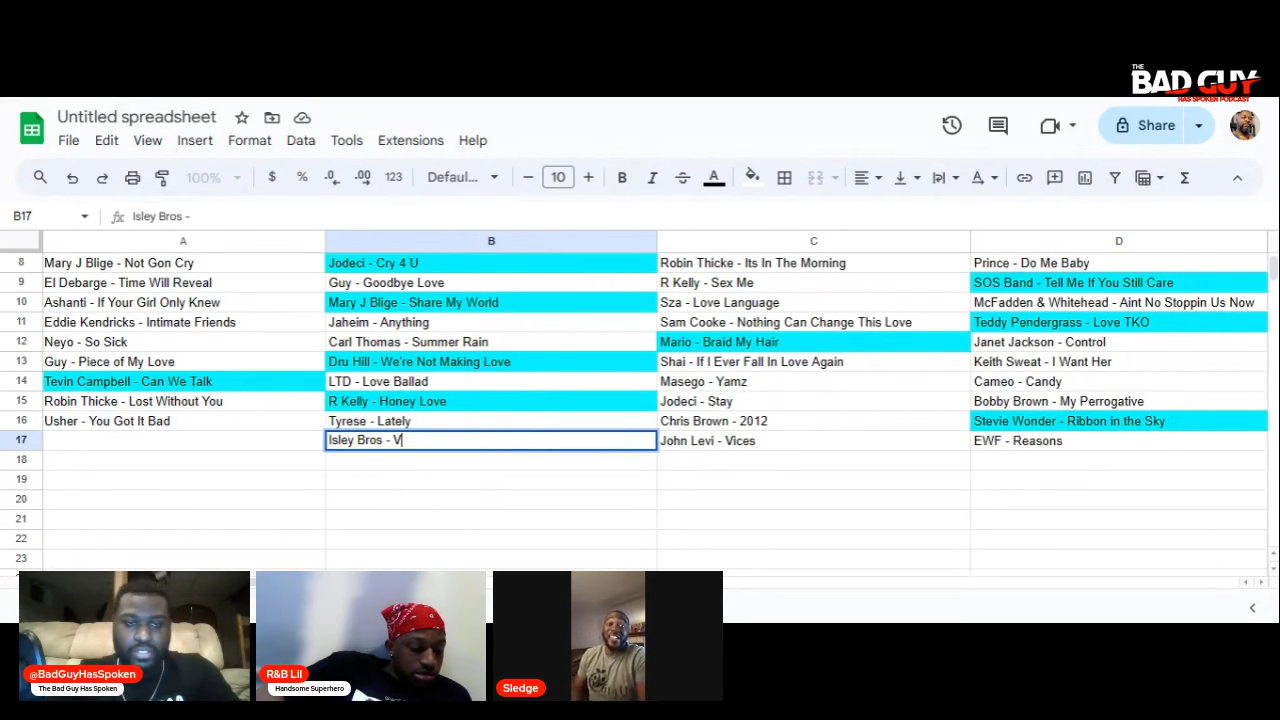 THE
BAD GUY
HAS SPOKEN PODCAST
Untitled spreadsheet
File Edit View Insert Format Data Tools Extensions Help
Share
100% $ % .0 .00 123 Defaul... 10 B I A
B17 fx Isley Bros -
A B C D
8 Mary J Blige - Not Gon Cry Jodeci - Cry 4 U Robin Thicke - Its In The Morning Prince - Do Me Baby
9 El Debarge - Time Will Reveal Guy - Goodbye Love R Kelly - Sex Me SOS Band - Tell Me If You Still Care
10 Ashanti - If Your Girl Only Knew Mary J Blige - Share My World Sza - Love Language McFadden & Whitehead - Aint No Stoppin Us Now
11 Eddie Kendricks - Intimate Friends Jaheim - Anything Sam Cooke - Nothing Can Change This Love Teddy Pendergrass - Love TKO
12 Neyo - So Sick Carl Thomas - Summer Rain Mario - Braid My Hair Janet Jackson - Control
13 Guy - Piece of My Love Dru Hill - We're Not Making Love Shai - If I Ever Fall In Love Again Keith Sweat - I Want Her
14 Tevin Campbell - Can We Talk LTD - Love Ballad Masego - Yamz Cameo - Candy
15 Robin Thicke - Lost Without You R Kelly - Honey Love Jodeci - Stay Bobby Brown - My Perrogative
16 Usher - You Got It Bad Tyrese - Lately Chris Brown - 2012 Stevie Wonder - Ribbon in the Sky
17 Isley Bros - V John Levi - Vices EWF - Reasons
18
19
20
21
22
23
@BadGuyHasSpoken R&B Lil Sledge
The Bad Guy Has Spoken Handsome Superhero